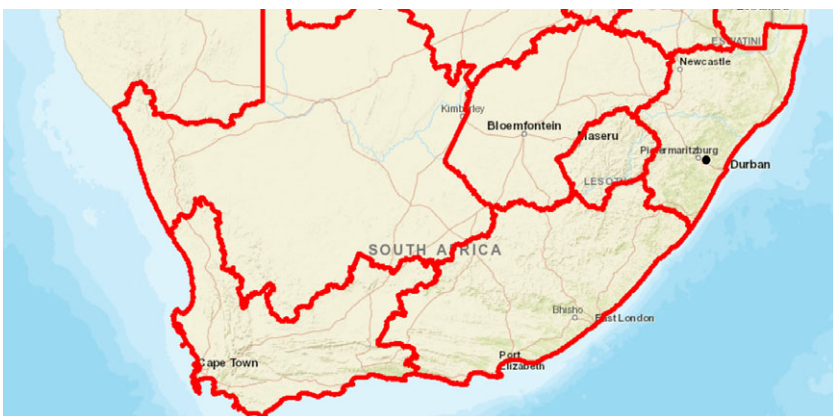 ESWATINI
Newcastle
Kimberley
Bloemfontein
Maseru
Pietermaritzburg
Durban
LESOTHO
SOUTH AFRICA
Bhisho
East London
Cape Town
Port
Elizabeth